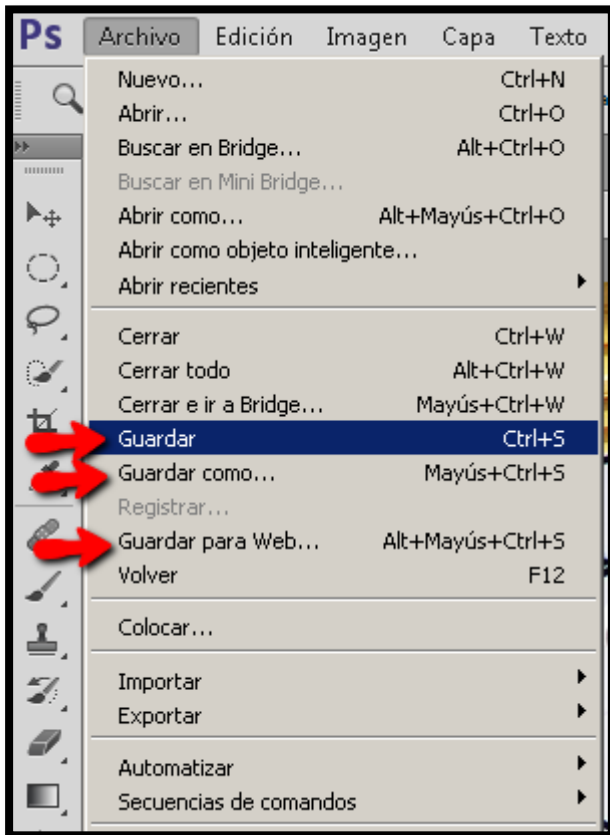 Ps Archivo Edición Imagen Capa Texto
Nuevo... Ctrl+N
Abrir... Ctrl+O
Buscar en Bridge... Alt+Ctrl+O
Buscar en Mini Bridge...
Abrir como... Alt+Mayús+Ctrl+O
Abrir como objeto inteligente...
Abrir recientes
Cerrar Ctrl+W
Cerrar todo Alt+Ctrl+W
Cerrar e ir a Bridge... Mayús+Ctrl+W
Guardar Ctrl+S
Guardar como... Mayús+Ctrl+S
Registrar...
Guardar para Web... Alt+Mayús+Ctrl+S
Volver F12
Colocar...
Importar
Exportar
Automatizar
Secuencias de comandos